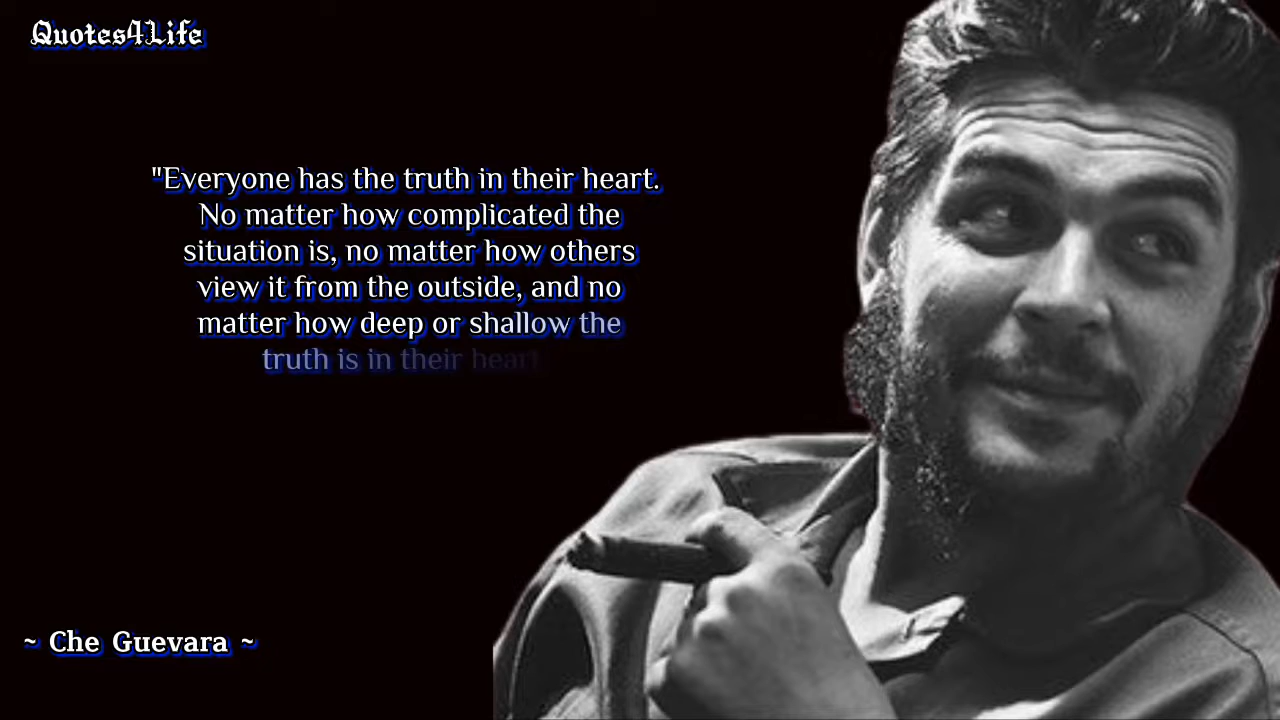 Quotes4Life
"Everyone has the truth in their heart.
No matter how complicated the
situation is, no matter how others
view it from the outside, and no
matter how deep or shallow the
truth is in their heart
~ Che Guevara ~